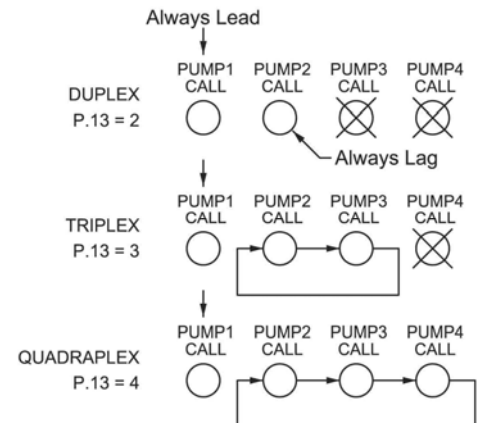 Always Lead
DUPLEX
P.13 = 2
PUMP1 CALL
PUMP2 CALL
PUMP3 CALL
PUMP4 CALL
Always Lag
TRIPLEX
P.13 = 3
PUMP1 CALL
PUMP2 CALL
PUMP3 CALL
PUMP4 CALL
QUADRAPLEX
P.13 = 4
PUMP1 CALL
PUMP2 CALL
PUMP3 CALL
PUMP4 CALL